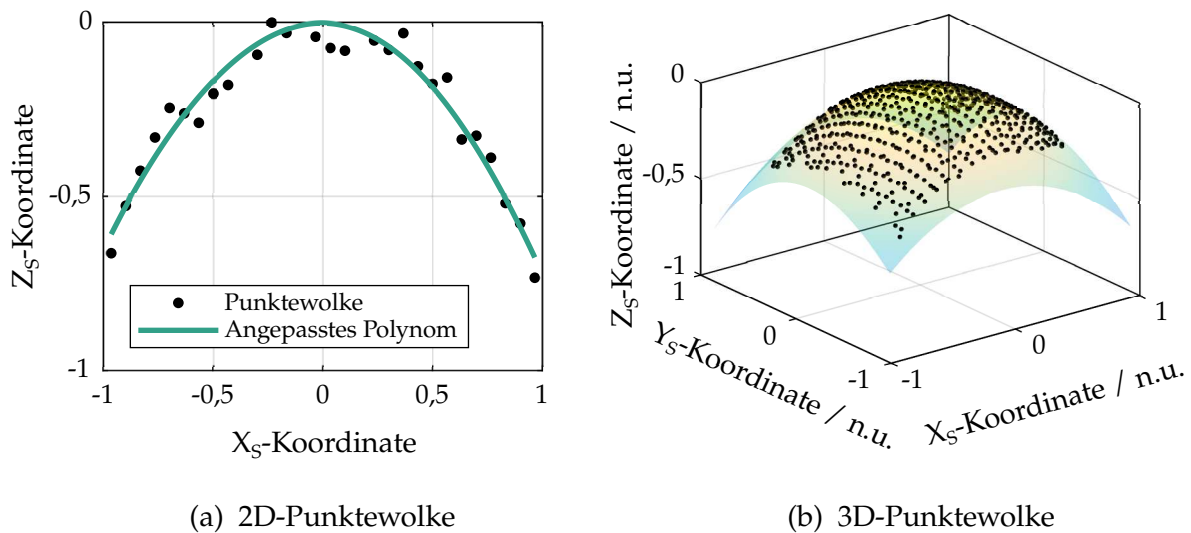 0
-0,5
-1
-1
-0,5
0
0,5
1
Z_S-Koordinate
X_S-Koordinate
Punktewolke
Angepasstes Polynom
(a) 2D-Punktewolke
0
-0,5
-1
1
0
-1
-1
0
1
Z_S-Koordinate / n.u.
Y_S-Koordinate / n.u.
X_S-Koordinate / n.u.
(b) 3D-Punktewolke